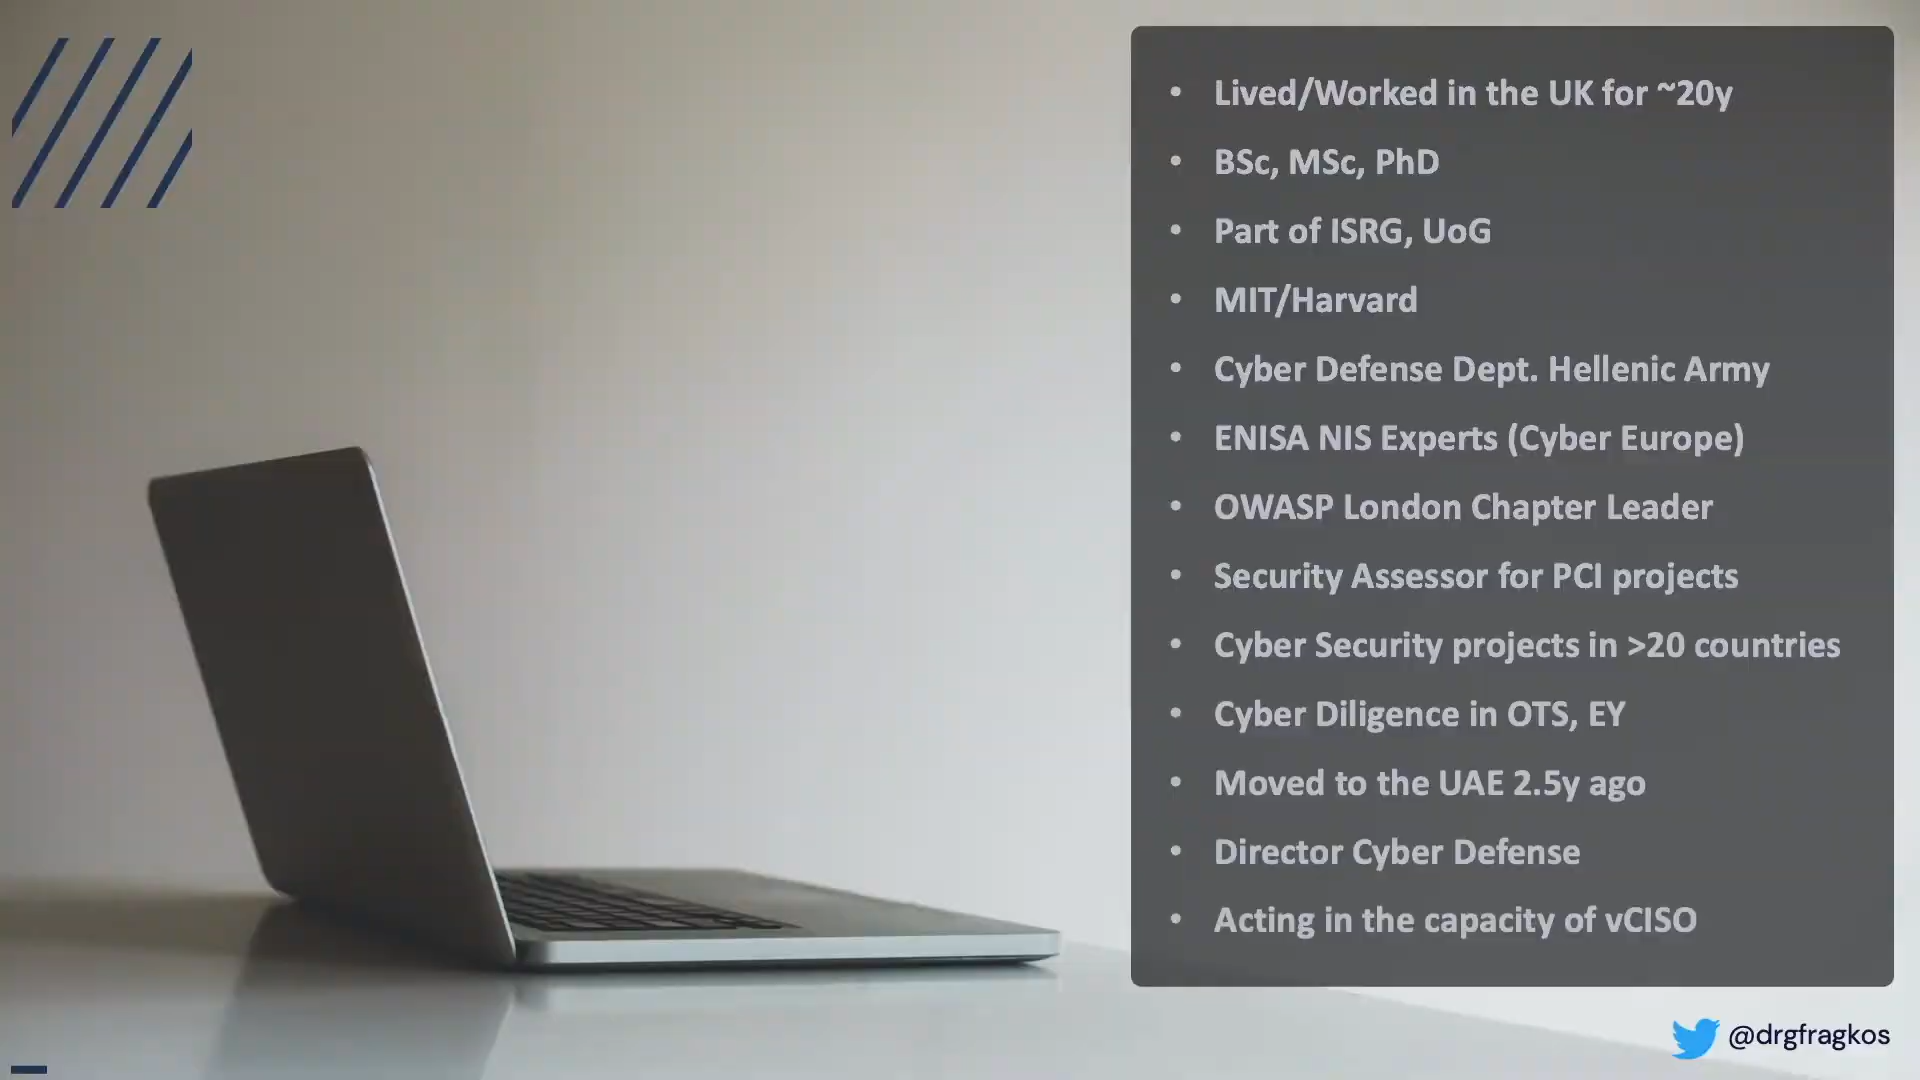 • Lived/Worked in the UK for ~20y
• BSc, MSc, PhD
• Part of ISRG, UoG
• MIT/Harvard
• Cyber Defense Dept. Hellenic Army
• ENISA NIS Experts (Cyber Europe)
• OWASP London Chapter Leader
• Security Assessor for PCI projects
• Cyber Security projects in >20 countries
• Cyber Diligence in OTS, EY
• Moved to the UAE 2.5y ago
• Director Cyber Defense
• Acting in the capacity of vCISO
@drgfragkos